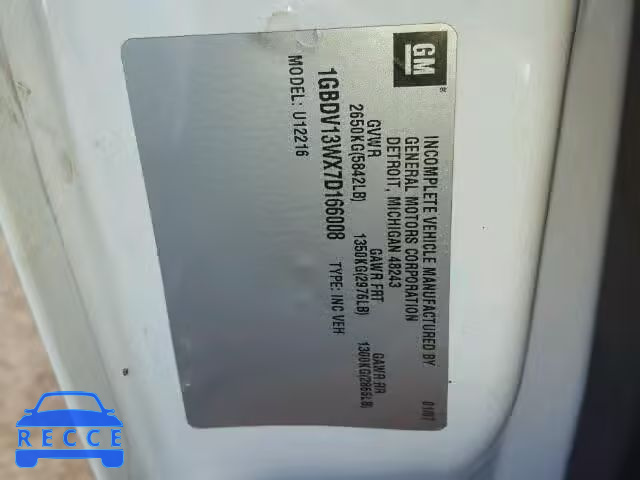 GM
INCOMPLETE VEHICLE MANUFACTURED BY
GENERAL MOTORS CORPORATION
DETROIT, MICHIGAN 48243
01/07
GVWR GAWR FRT GAWR RR
2650KG(5842LB) 1350KG(2976LB) 1300KG(2866LB)
1GBDV13WX7D166008 TYPE: INC VEH
MODEL: U12216
RECCE